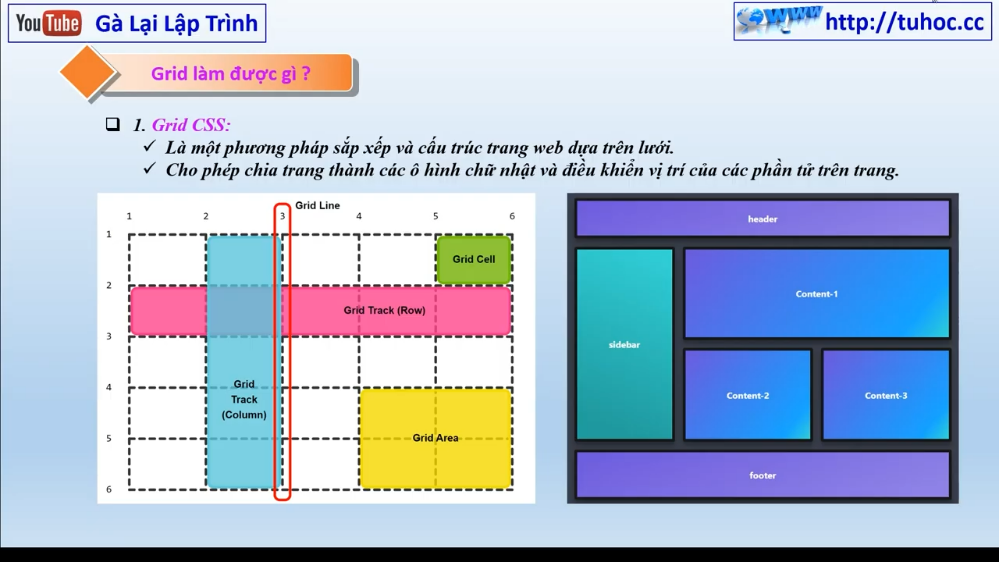 YouTube Gà Lại Lập Trình
www http://tuhoc.cc
Grid làm được gì ?
1. Grid CSS:
Là một phương pháp sắp xếp và cấu trúc trang web dựa trên lưới.
Cho phép chia trang thành các ô hình chữ nhật và điều khiển vị trí của các phần tử trên trang.
Grid Line
1 2 3 4 5 6
1
Grid Cell
2
Grid Track (Row)
3
4
Grid
Track
(Column)
5
Grid Area
6
header
sidebar
Content-1
Content-2
Content-3
footer